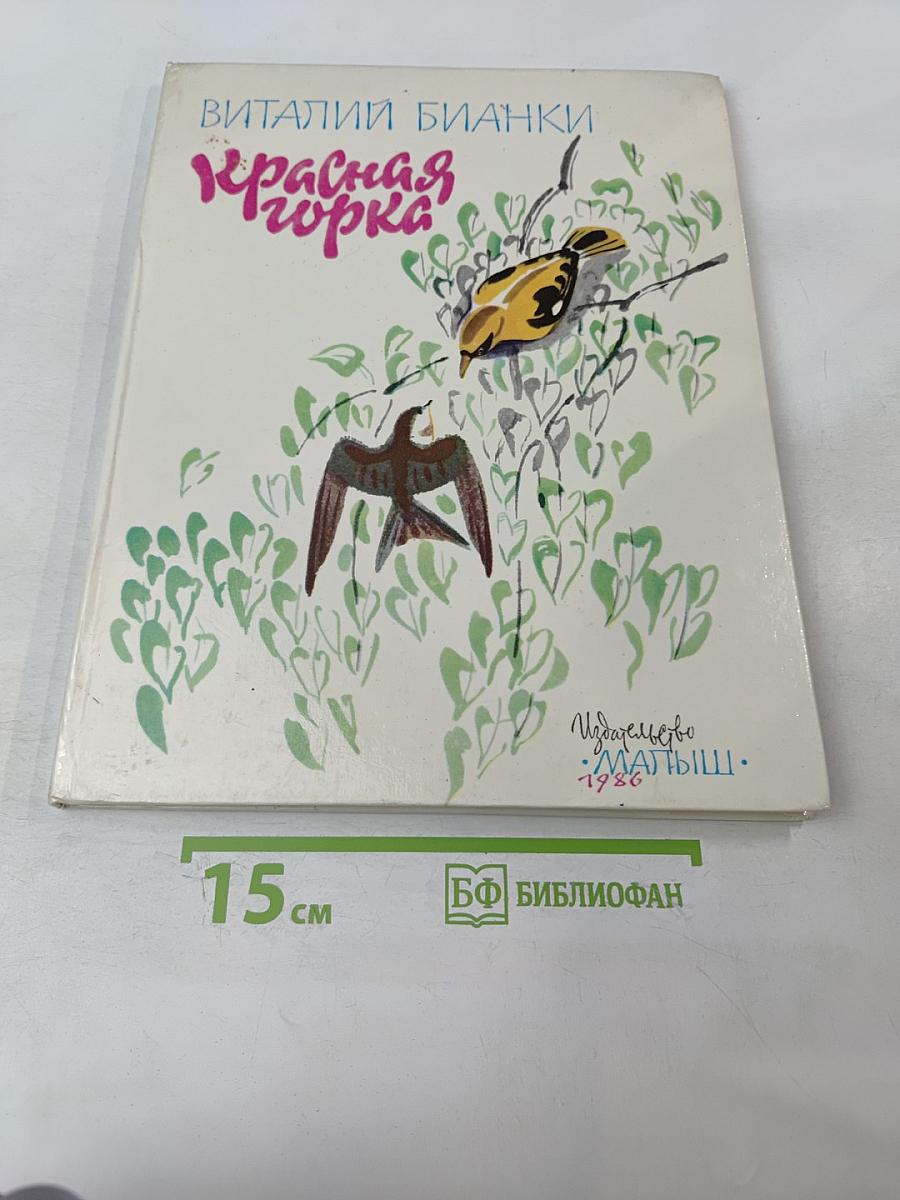 ВИТАЛИЙ БИАНКИ
Красная
горка
Издательство
·МАЛЫШ·
1986
15 см
БФ БИБЛИОФАН